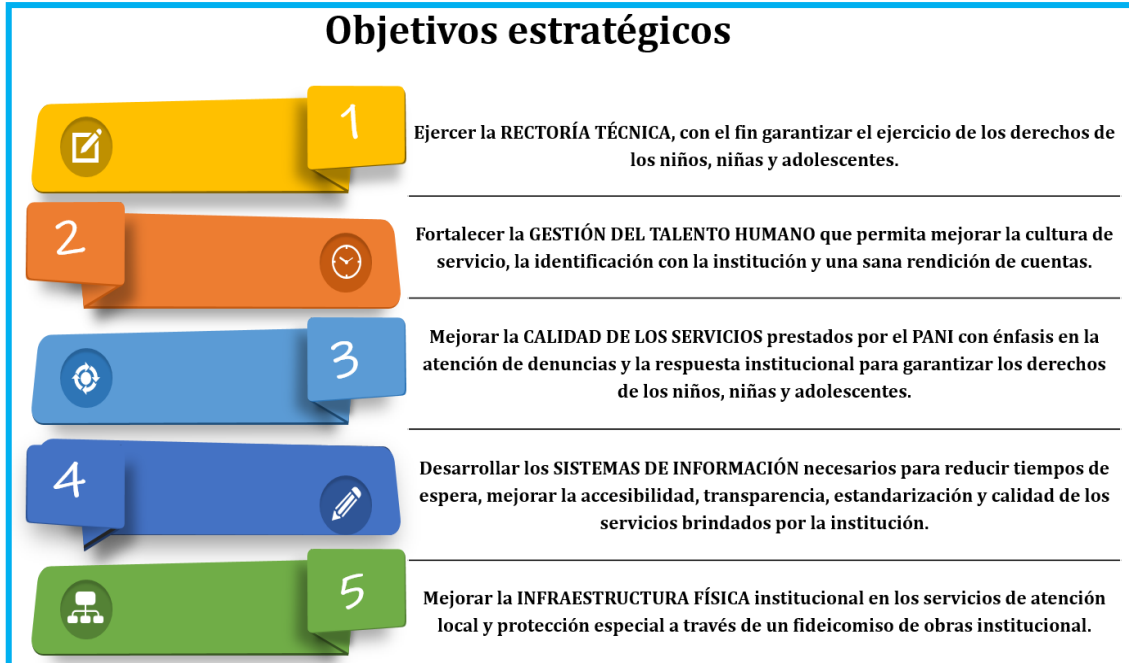 Objetivos estratégicos
1
Ejercer la RECTORÍA TÉCNICA, con el fin garantizar el ejercicio de los derechos de
los niños, niñas y adolescentes.
2
Fortalecer la GESTIÓN DEL TALENTO HUMANO que permita mejorar la cultura de
servicio, la identificación con la institución y una sana rendición de cuentas.
3
Mejorar la CALIDAD DE LOS SERVICIOS prestados por el PANI con énfasis en la
atención de denuncias y la respuesta institucional para garantizar los derechos
de los niños, niñas y adolescentes.
4
Desarrollar los SISTEMAS DE INFORMACIÓN necesarios para reducir tiempos de
espera, mejorar la accesibilidad, transparencia, estandarización y calidad de los
servicios brindados por la institución.
5
Mejorar la INFRAESTRUCTURA FÍSICA institucional en los servicios de atención
local y protección especial a través de un fideicomiso de obras institucional.